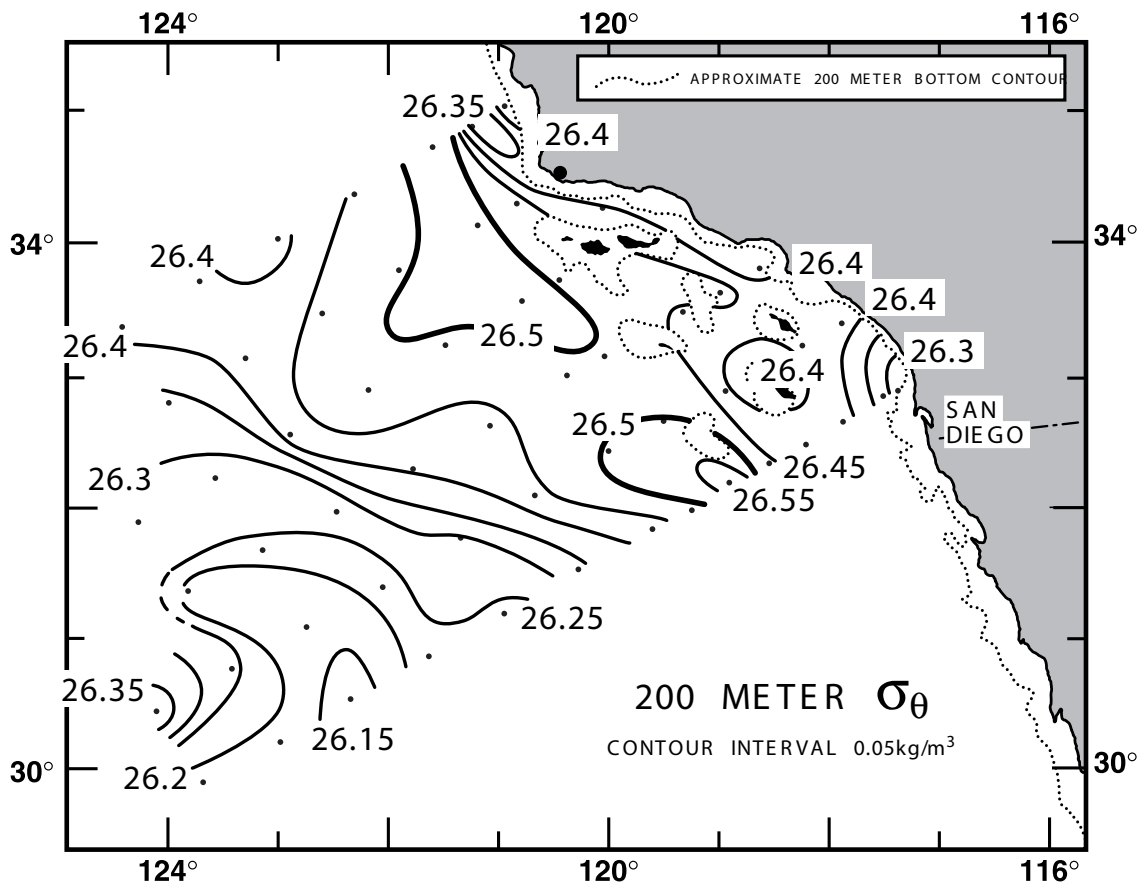 124° 120° 116°
APPROXIMATE 200 METER BOTTOM CONTOUR
26.35
26.4
34° 34°
26.4
26.4
26.4
26.5
26.4
26.3
26.4
26.5
SAN
DIEGO
26.45
26.3
26.55
26.25
26.35
200 METER σθ
26.15
CONTOUR INTERVAL 0.05kg/m³
26.2
30° 30°
124° 120° 116°